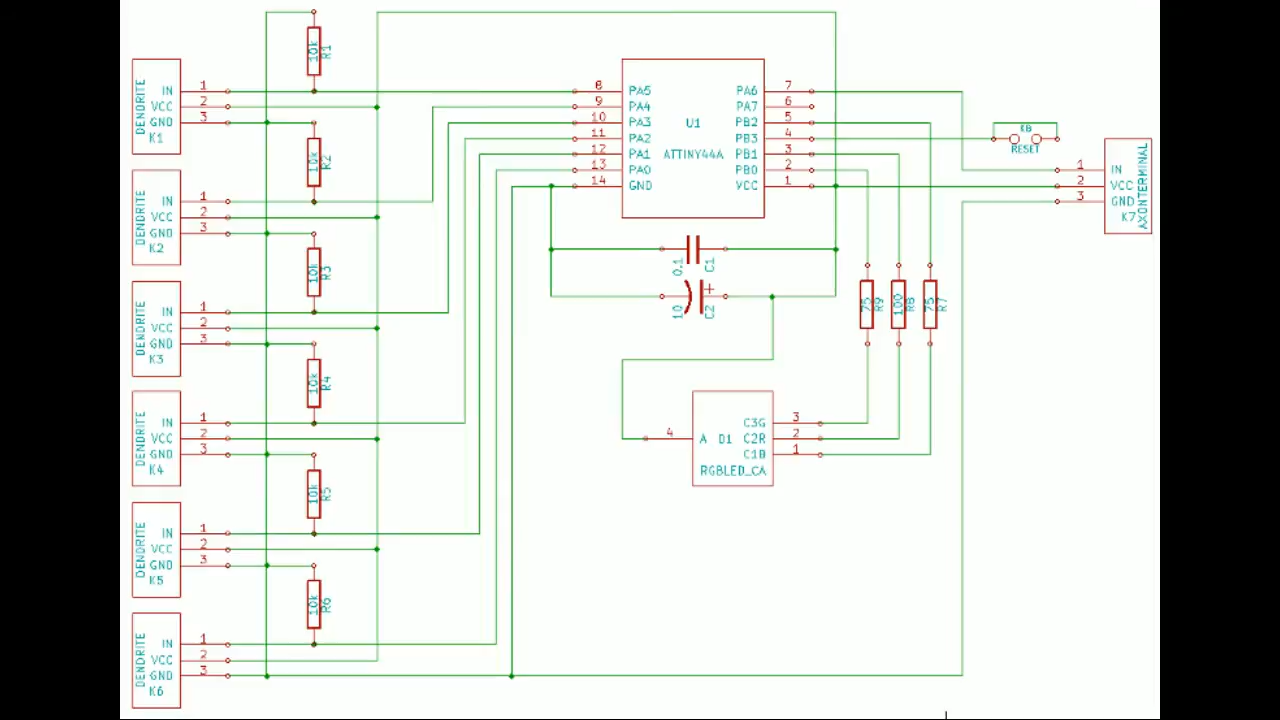 10k R1
DENDRITE
IN 1
VCC 2
GND 3
K1
10k R2
DENDRITE
IN 1
VCC 2
GND 3
K2
10k R3
DENDRITE
IN 1
VCC 2
GND 3
K3
10k R4
DENDRITE
IN 1
VCC 2
GND 3
K4
10k R5
DENDRITE
IN 1
VCC 2
GND 3
K5
10k R6
DENDRITE
IN 1
VCC 2
GND 3
K6
8 PA5 PA6 7
9 PA4 PA7 6
10 PA3 PB2 5
U1
11 PA2 PB3 4
12 PA1 ATTINY44A PB1 3
13 PA0 PB0 2
14 GND VCC 1
0.1 C1
10 C2 +
75 R9
100 R8
75 R7
C3G 3
4 A D1 C2R 2
C1B 1
RGBLED_CA
K8
RESET
1 IN
2 VCC
3 GND
K7
AXONTERMINAL